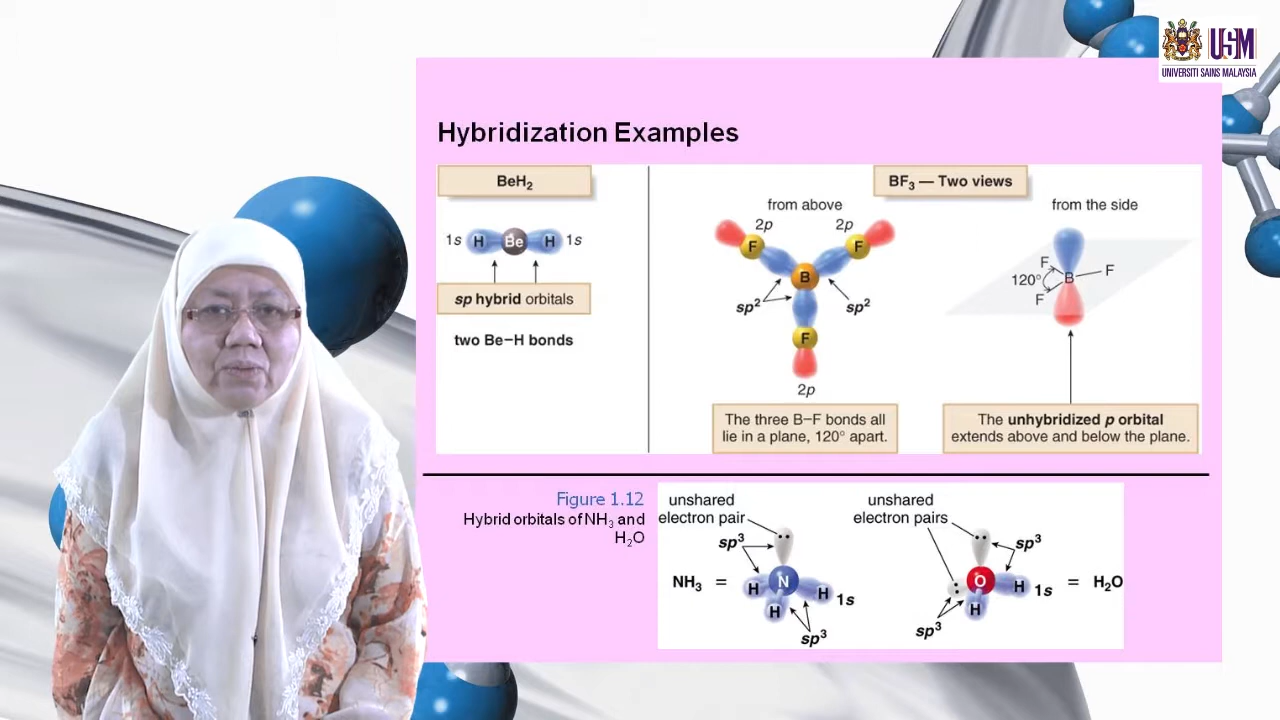 USM
UNIVERSITI SAINS MALAYSIA
Hybridization Examples
BeH₂
1s H Be H 1s
sp hybrid orbitals
two Be−H bonds
BF₃ — Two views
from above
2p 2p
F F
B
sp² sp²
F
2p
The three B−F bonds all
lie in a plane, 120° apart.
from the side
F
F
120° B
F
The unhybridized p orbital
extends above and below the plane.
Figure 1.12
Hybrid orbitals of NH₃ and
H₂O
unshared
electron pair
sp³
NH₃ = H N H 1s
H
sp³
unshared
electron pairs
sp³
O H 1s = H₂O
H
sp³